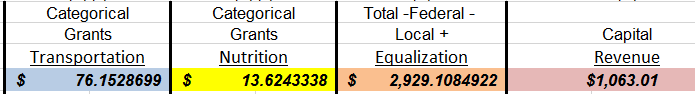 Categorical Categorical Total -Federal -
Grants Grants Local + Capital
Transportation Nutrition Equalization Revenue
$ 76.1528699 $ 13.6243338 $ 2,929.1084922 $1,063.01